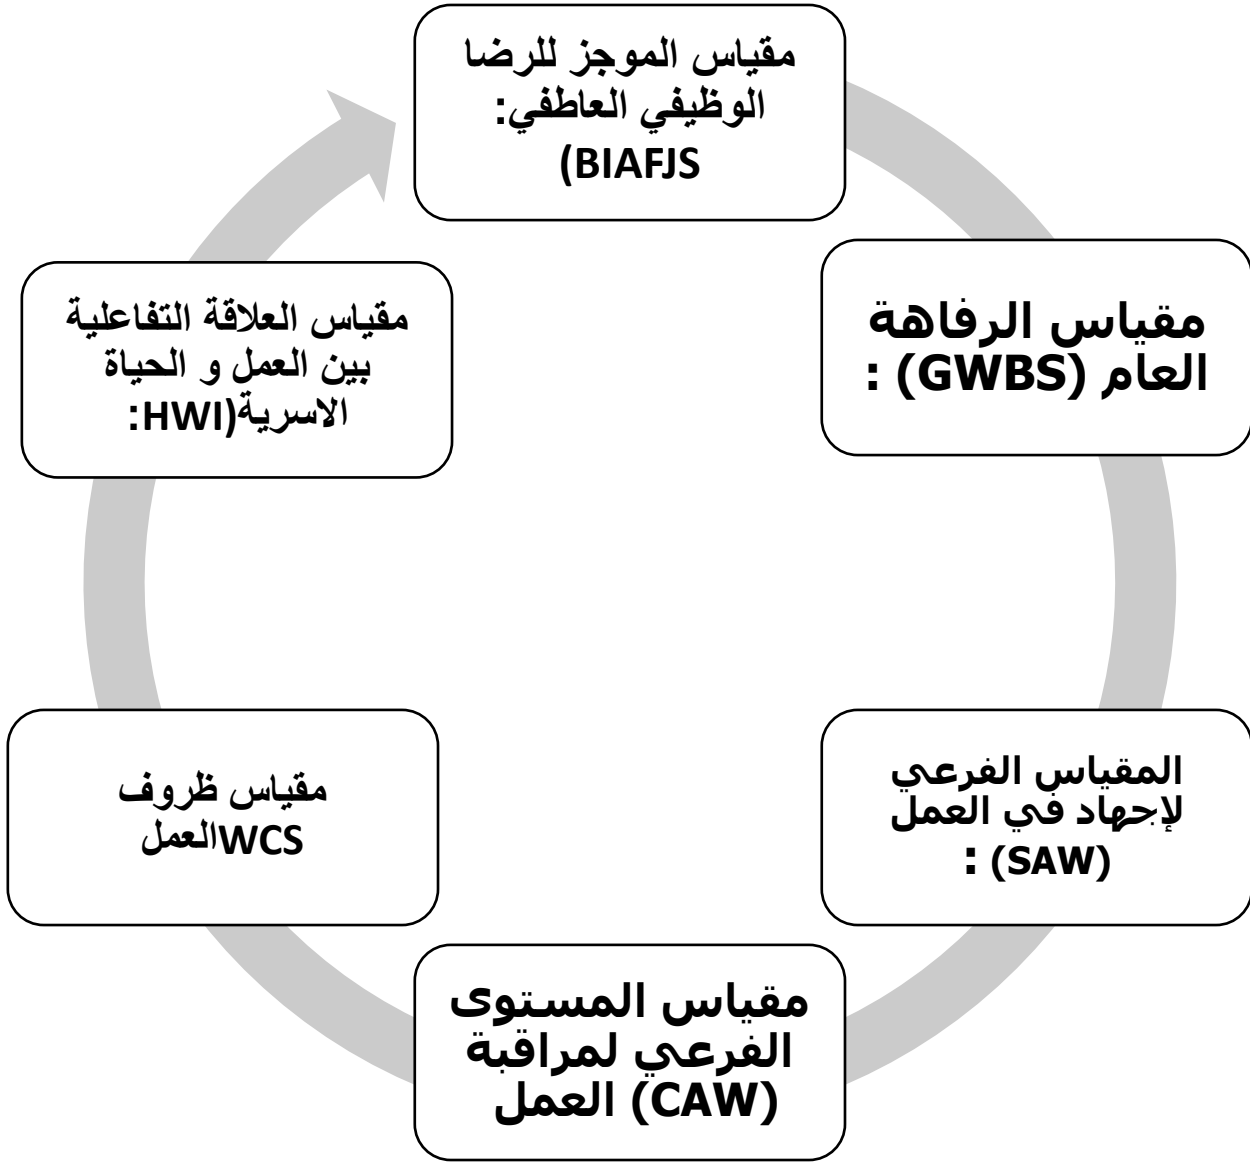 مقياس الموجز للرضا
الوظيفي العاطفي:
(BIAFJS
مقياس الرفاهة
العام (GWBS) :
المقياس الفرعي
لإجهاد في العمل
(SAW) :
مقياس المستوى
الفرعي لمراقبة
العمل (CAW)
مقياس ظروف
العملWCS
مقياس العلاقة التفاعلية
بين العمل و الحياة
الاسرية(HWI: